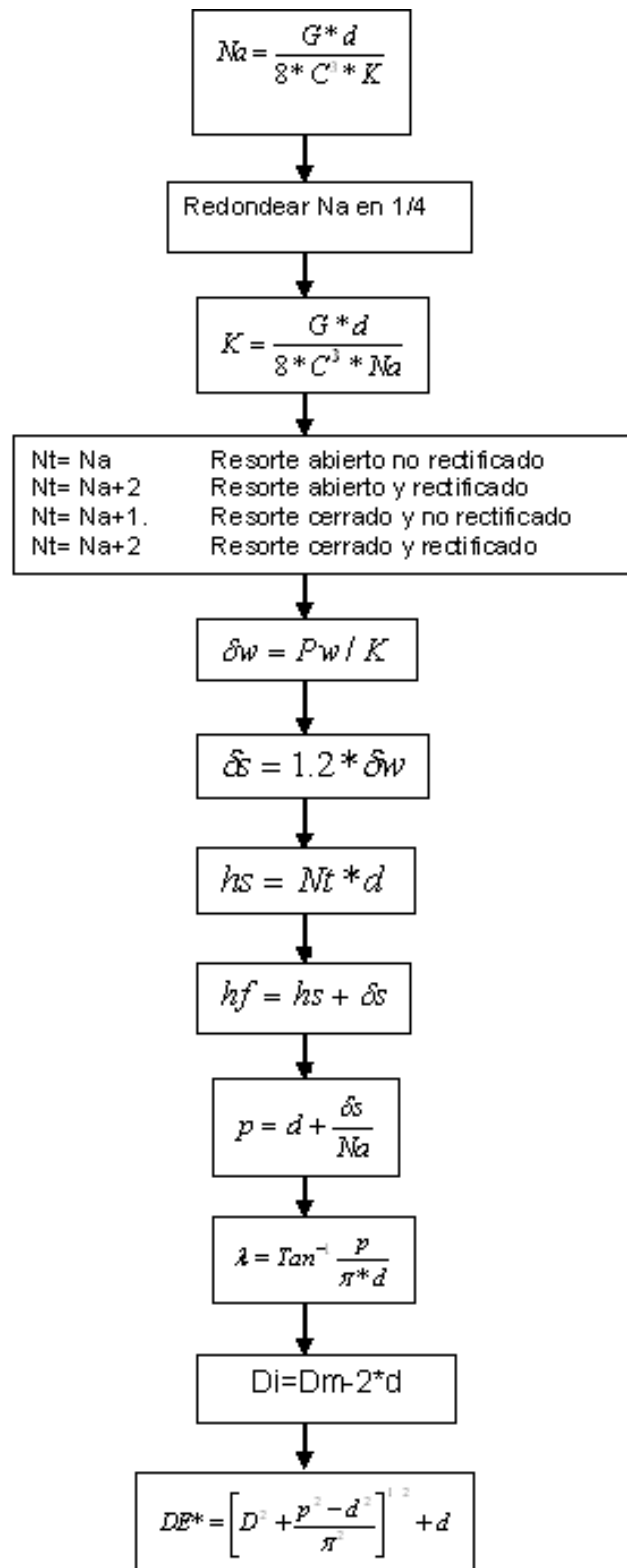 Na = G * d / 8 * C³ * K
Redondear Na en 1/4
K = G * d / 8 * C³ * Na
Nt= Na Resorte abierto no rectificado
Nt= Na+2 Resorte abierto y rectificado
Nt= Na+1. Resorte cerrado y no rectificado
Nt= Na+2 Resorte cerrado y rectificado
δw = Pw / K
δs = 1.2 * δw
hs = Nt * d
hf = hs + δs
p = d + δs / Na
λ = Tan⁻¹ p / π * d
Di=Dm-2*d
DE* = [D² + p² − d² / π²]^1/2 + d